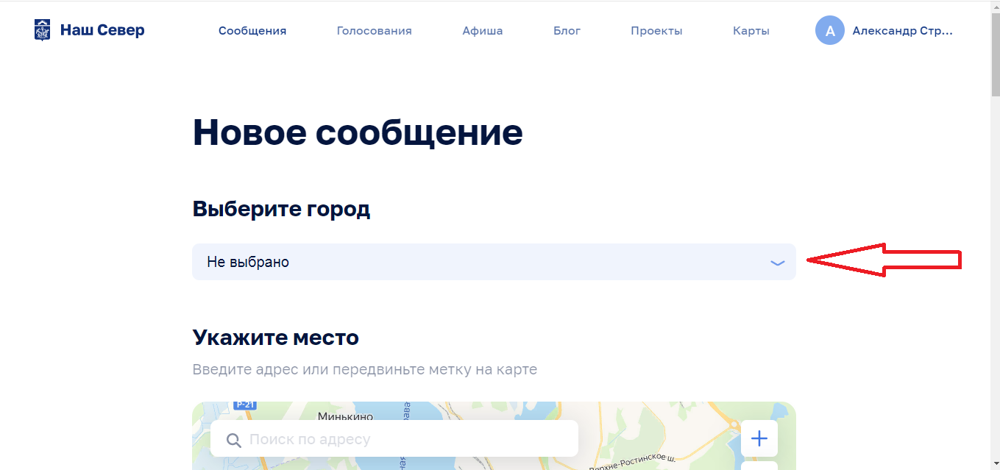 Наш Север
Сообщения
Голосования
Афиша
Блог
Проекты
Карты
А
Александр Стр...
Новое сообщение
Выберите город
Не выбрано
Укажите место
Введите адрес или передвиньте метку на карте
Р-21
Минькино
Поиск по адресу
Верхне-Ростинское ш.